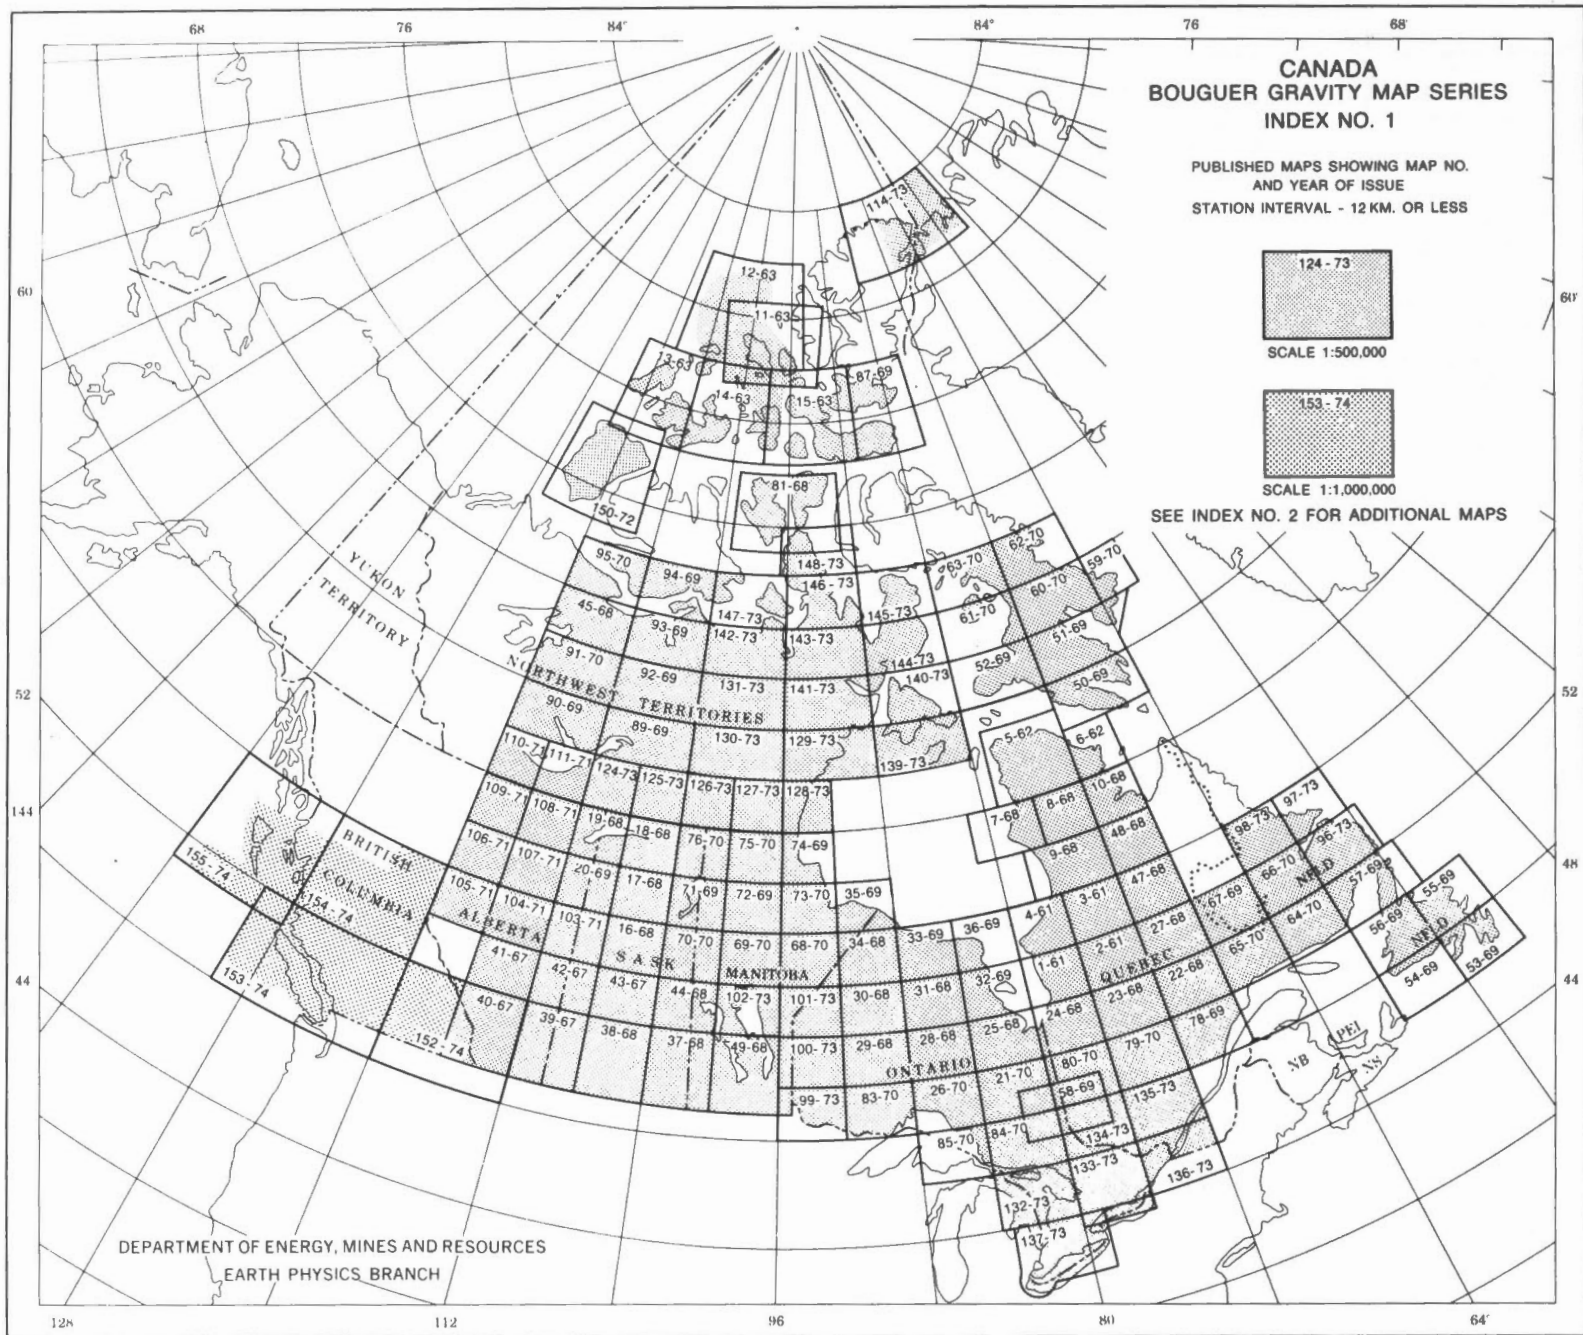 68 76 84° 84° 76 68°
CANADA
BOUGUER GRAVITY MAP SERIES
INDEX NO. 1
PUBLISHED MAPS SHOWING MAP NO.
AND YEAR OF ISSUE
STATION INTERVAL - 12 KM. OR LESS
124-73
SCALE 1:500,000
153-74
SCALE 1:1,000,000
SEE INDEX NO. 2 FOR ADDITIONAL MAPS
114-73
12-63
60 60°
11-63
13-63 14-63 15-63 87-69
81-68
150-72
YUKON
TERRITORY
95-70 94-69 148-73 146-73 63-70 62-70 59-70
45-68 93-69 147-73 142-73 143-73 145-73 61-70 60-70
91-70 92-69 131-73 141-73 144-73 140-73 52-69 51-69 50-69
NORTHWEST TERRITORIES
52 52
90-69 89-69 130-73 129-73 139-73 5-62 6-62
110-71 111-71 124-73 125-73 126-73 127-73 128-73 7-68 8-68 10-68 98-73 97-73
109-71 108-71 19-68 18-68 76-70 75-70 74-69 9-68 48-68 66-70 96-73
144 48
106-71 107-71 20-69 17-68 71-69 72-69 73-70 35-69 4-61 3-61 47-68 67-69 NFLD 57-69 55-69
BRITISH
COLUMBIA
155-74 154-74
105-71 104-71 103-71 16-68 70-70 69-70 68-70 34-68 33-69 36-69 2-61 27-68 65-70 64-70 56-69 NFLD 53-69
ALBERTA SASK MANITOBA QUEBEC
44 44
153-74 41-67 42-67 43-67 44-68 102-73 101-73 30-68 31-68 32-69 1-61 23-68 22-68 54-69
152-74 40-67 39-67 38-68 37-68 49-68 100-73 29-68 28-68 25-68 24-68 79-70 78-69 NB PEI NS
ONTARIO
99-73 83-70 26-70 21-70 80-70 58-69 135-73
85-70 84-70 134-73
133-73 136-73
132-73
137-73
DEPARTMENT OF ENERGY, MINES AND RESOURCES
EARTH PHYSICS BRANCH
128 112 96 80 64°